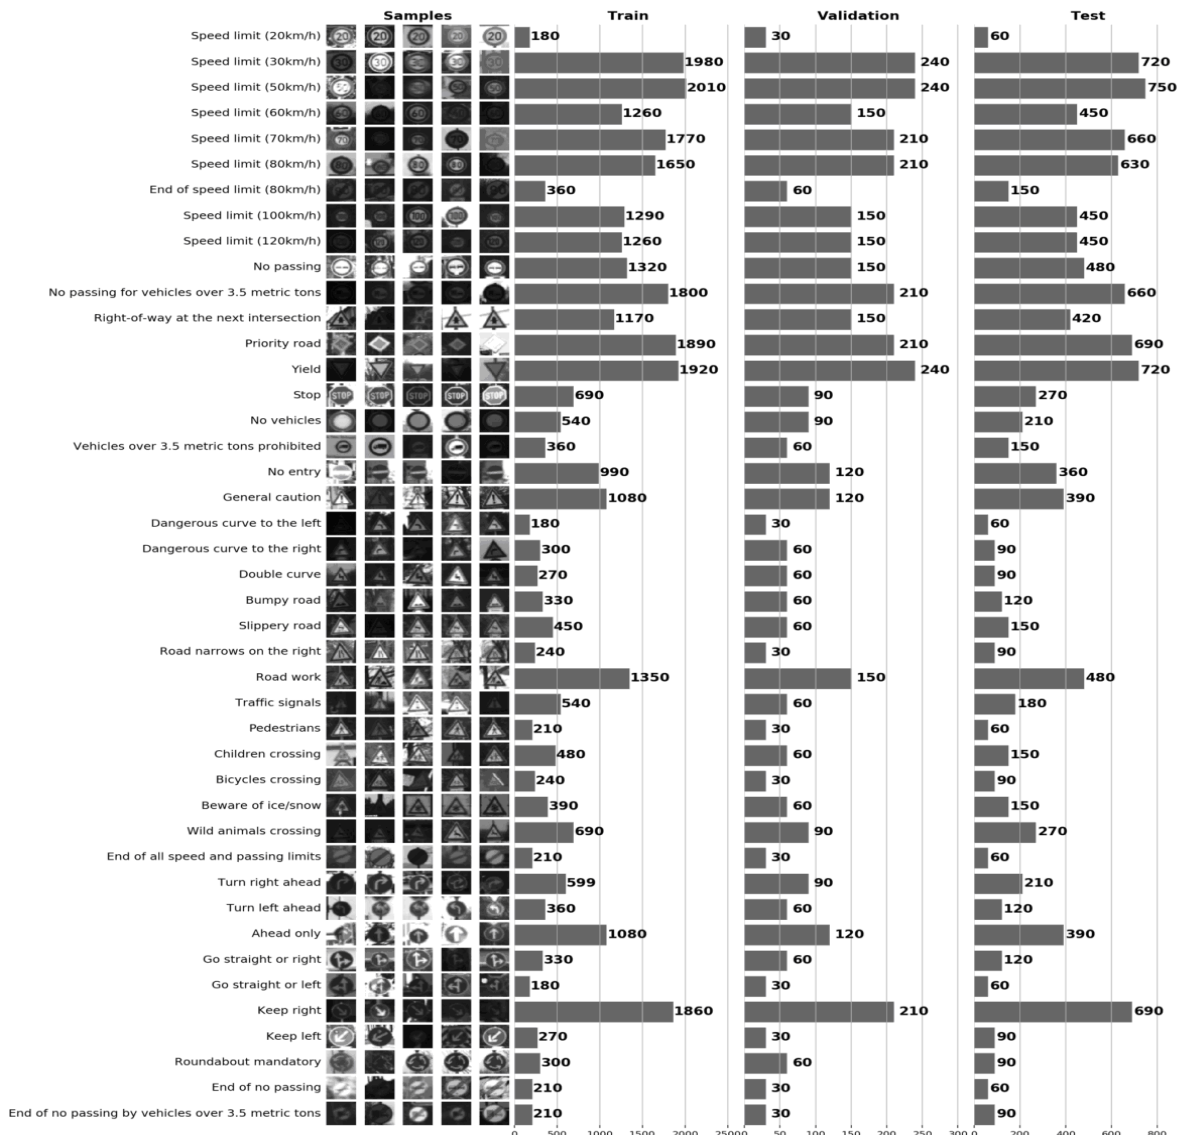 Samples Train Validation Test
Speed limit (20km/h) 180 30 60
Speed limit (30km/h) 1980 240 720
Speed limit (50km/h) 2010 240 750
Speed limit (60km/h) 1260 150 450
Speed limit (70km/h) 1770 210 660
Speed limit (80km/h) 1650 210 630
End of speed limit (80km/h) 360 60 150
Speed limit (100km/h) 1290 150 450
Speed limit (120km/h) 1260 150 450
No passing 1320 150 480
No passing for vehicles over 3.5 metric tons 1800 210 660
Right-of-way at the next intersection 1170 150 420
Priority road 1890 210 690
Yield 1920 240 720
Stop STOP STOP STOP STOP STOP 690 90 270
No vehicles 540 90 210
Vehicles over 3.5 metric tons prohibited 360 60 150
No entry 990 120 360
General caution 1080 120 390
Dangerous curve to the left 180 30 60
Dangerous curve to the right 300 60 90
Double curve 270 60 90
Bumpy road 330 60 120
Slippery road 450 60 150
Road narrows on the right 240 30 90
Road work 1350 150 480
Traffic signals 540 60 180
Pedestrians 210 30 60
Children crossing 480 60 150
Bicycles crossing 240 30 90
Beware of ice/snow 390 60 150
Wild animals crossing 690 90 270
End of all speed and passing limits 210 30 60
Turn right ahead 599 90 210
Turn left ahead 360 60 120
Ahead only 1080 120 390
Go straight or right 330 60 120
Go straight or left 180 30 60
Keep right 1860 210 690
Keep left 270 30 90
Roundabout mandatory 300 60 90
End of no passing 210 30 60
End of no passing by vehicles over 3.5 metric tons 210 30 90
0 500 1000 1500 2000 2500 0 50 100 150 200 250 300 0 200 400 600 800